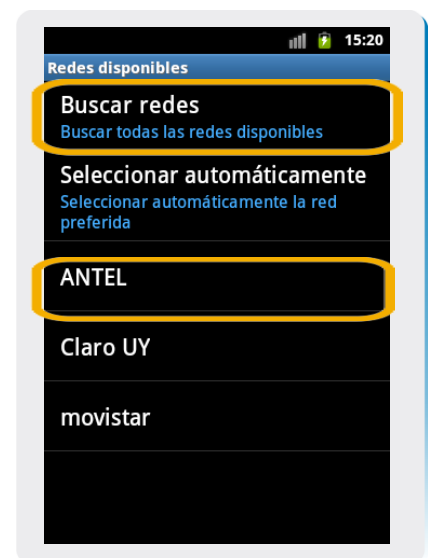 15:20
Redes disponibles
Buscar redes
Buscar todas las redes disponibles
Seleccionar automáticamente
Seleccionar automáticamente la red
preferida
ANTEL
Claro UY
movistar